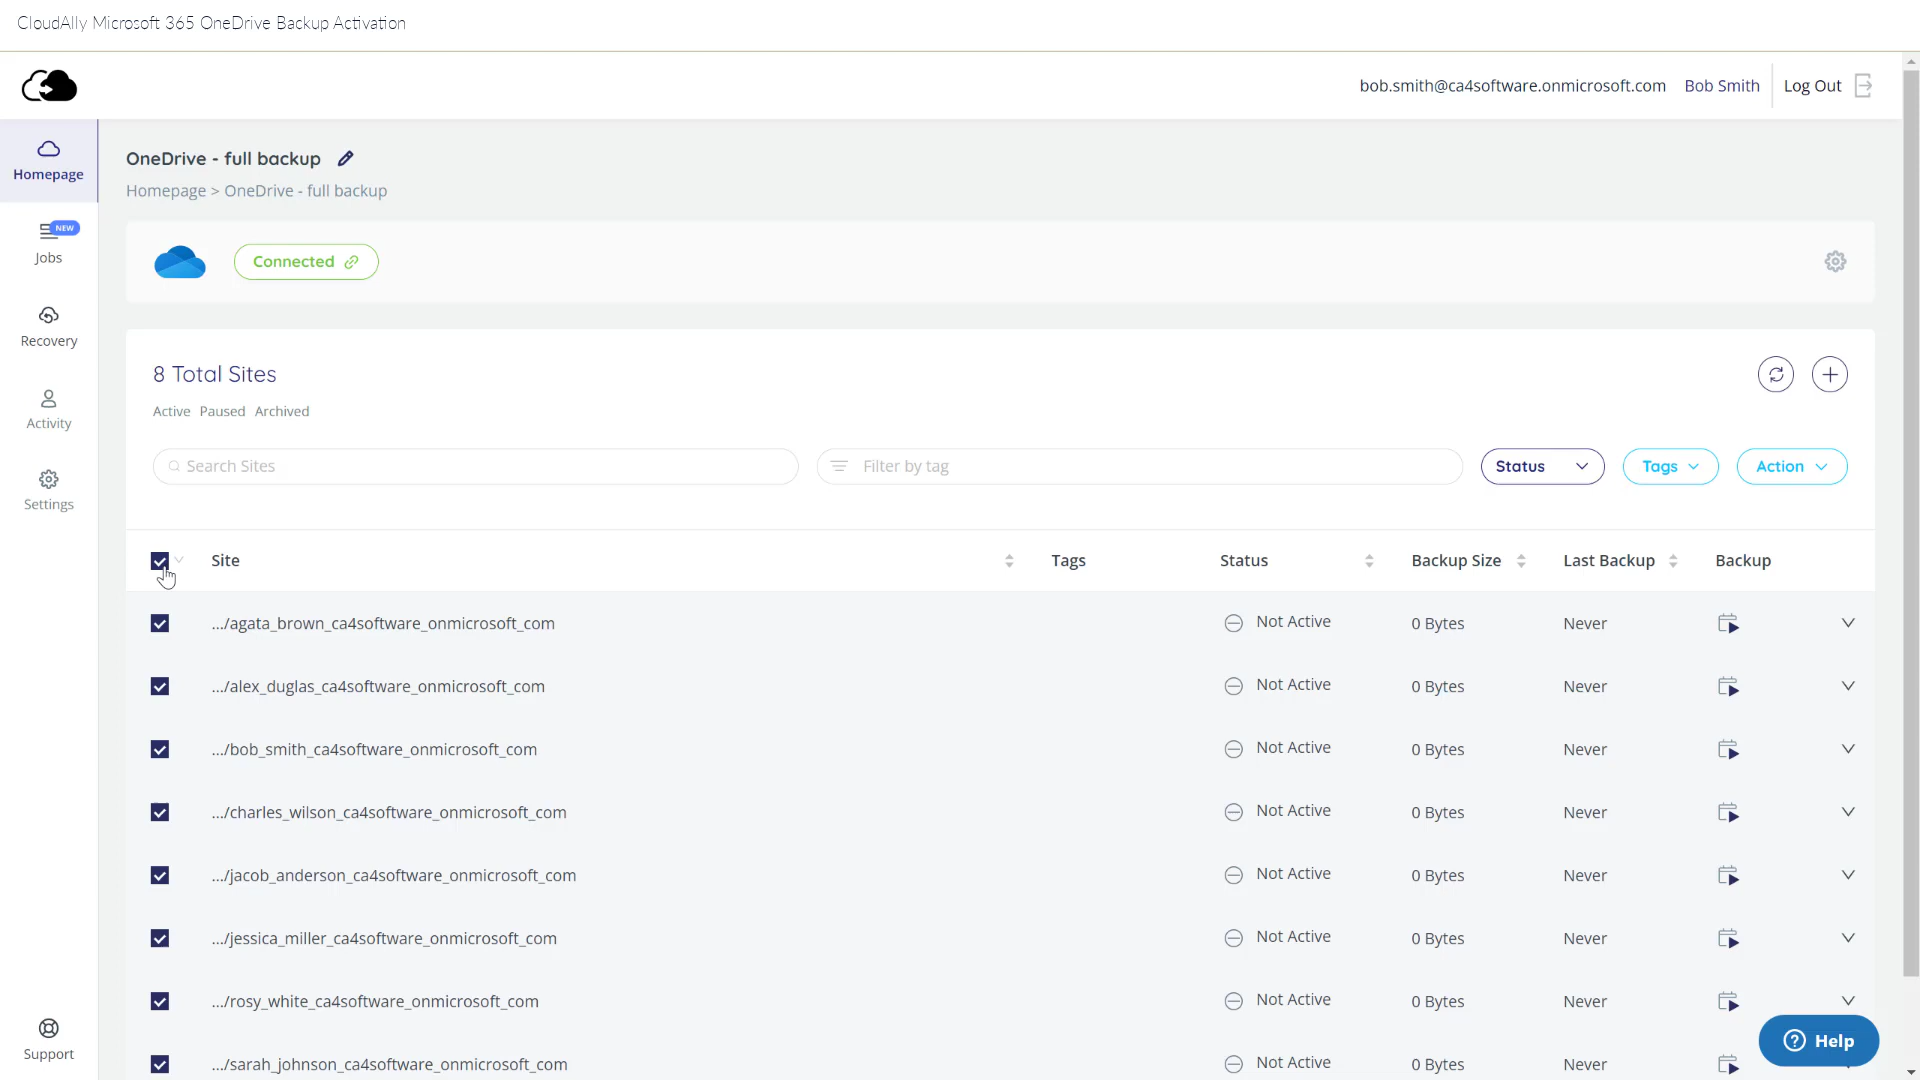 CloudAlly Microsoft 365 OneDrive Backup Activation
bob.smith@ca4software.onmicrosoft.com Bob Smith Log Out
Homepage
NEW
Jobs
Recovery
Activity
Settings
Support
OneDrive - full backup
Homepage > OneDrive - full backup
Connected
8 Total Sites
Active Paused Archived
Search Sites Filter by tag Status Tags Action
Site Tags Status Backup Size Last Backup Backup
.../agata_brown_ca4software_onmicrosoft_com Not Active 0 Bytes Never
.../alex_duglas_ca4software_onmicrosoft_com Not Active 0 Bytes Never
.../bob_smith_ca4software_onmicrosoft_com Not Active 0 Bytes Never
.../charles_wilson_ca4software_onmicrosoft_com Not Active 0 Bytes Never
.../jacob_anderson_ca4software_onmicrosoft_com Not Active 0 Bytes Never
.../jessica_miller_ca4software_onmicrosoft_com Not Active 0 Bytes Never
.../rosy_white_ca4software_onmicrosoft_com Not Active 0 Bytes Never
.../sarah_johnson_ca4software_onmicrosoft_com Not Active 0 Bytes Never
Help